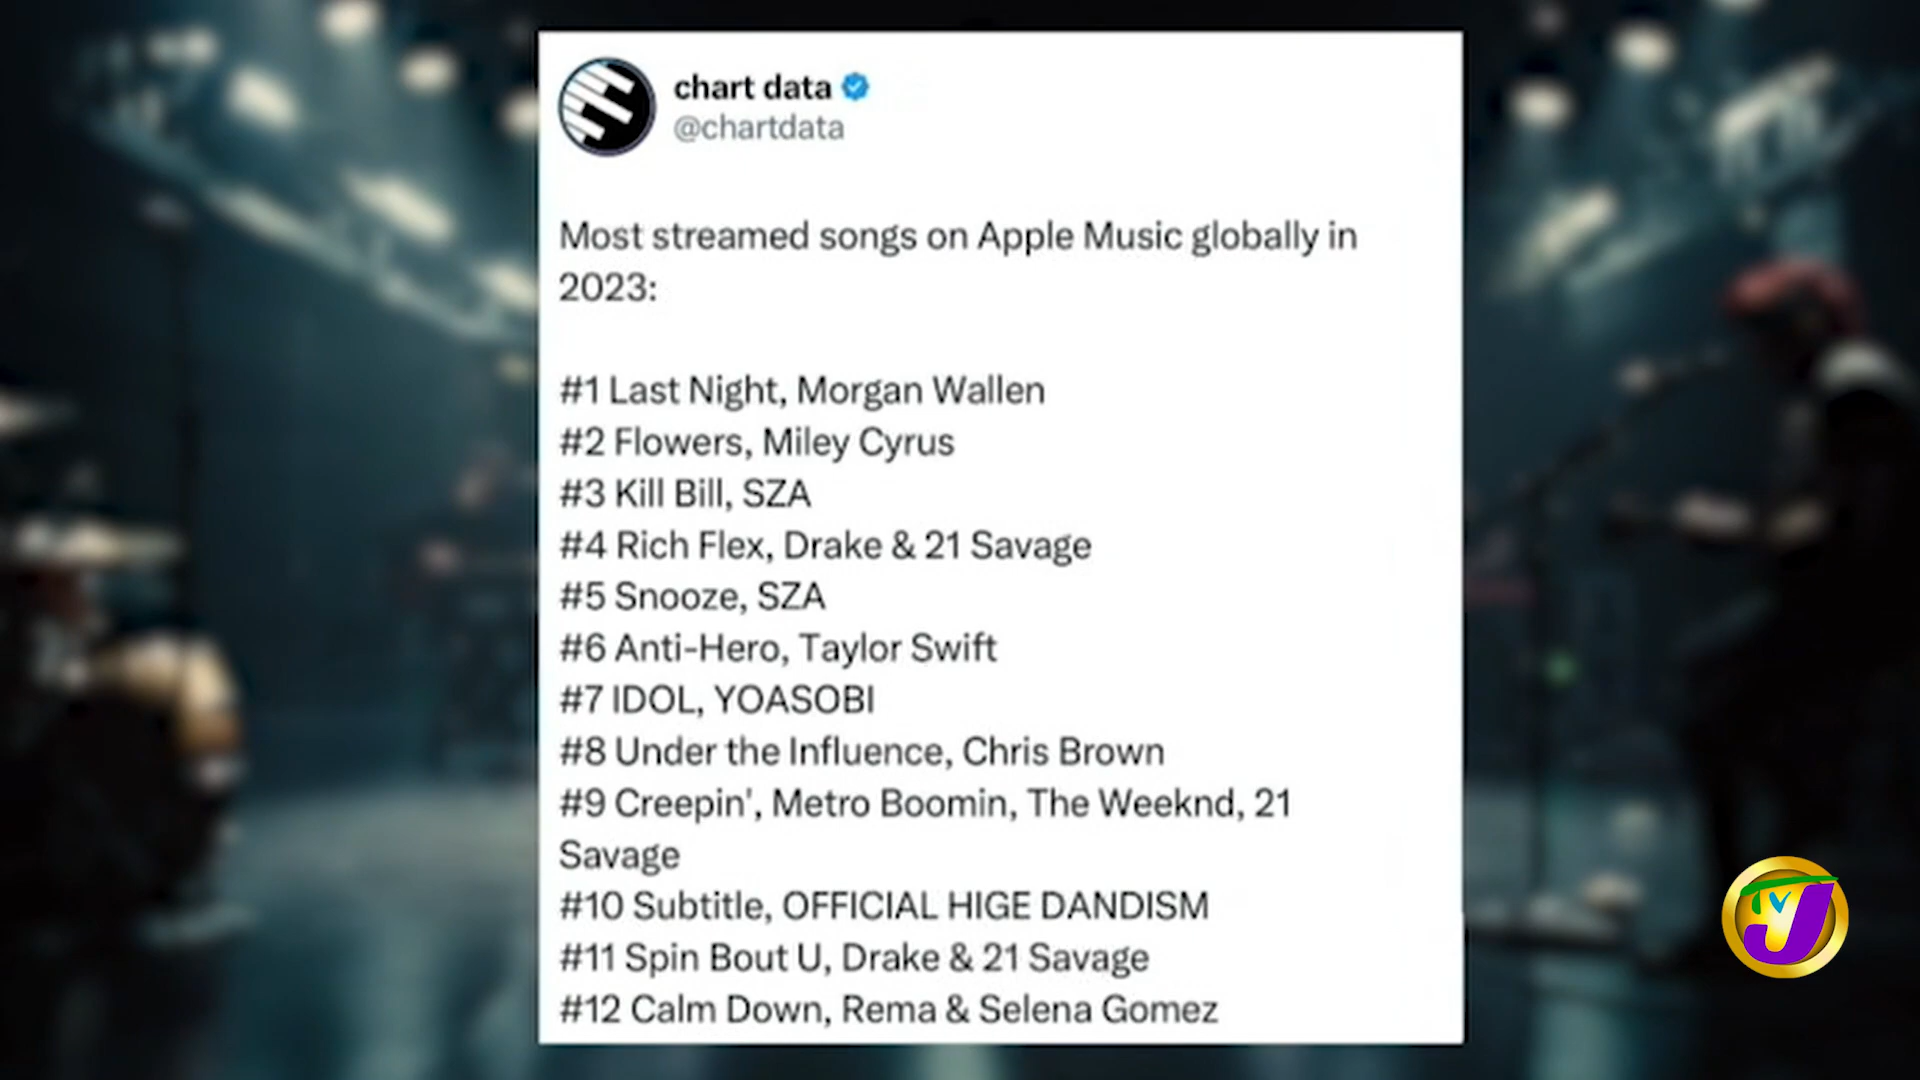 chart data
@chartdata
Most streamed songs on Apple Music globally in
2023:
#1 Last Night, Morgan Wallen
#2 Flowers, Miley Cyrus
#3 Kill Bill, SZA
#4 Rich Flex, Drake & 21 Savage
#5 Snooze, SZA
#6 Anti-Hero, Taylor Swift
#7 IDOL, YOASOBI
#8 Under the Influence, Chris Brown
#9 Creepin', Metro Boomin, The Weeknd, 21
Savage
#10 Subtitle, OFFICIAL HIGE DANDISM
#11 Spin Bout U, Drake & 21 Savage
#12 Calm Down, Rema & Selena Gomez
TVJ